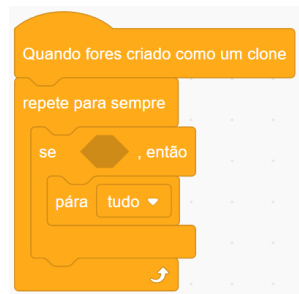 Quando fores criado como um clone
repete para sempre
se , então
pára tudo